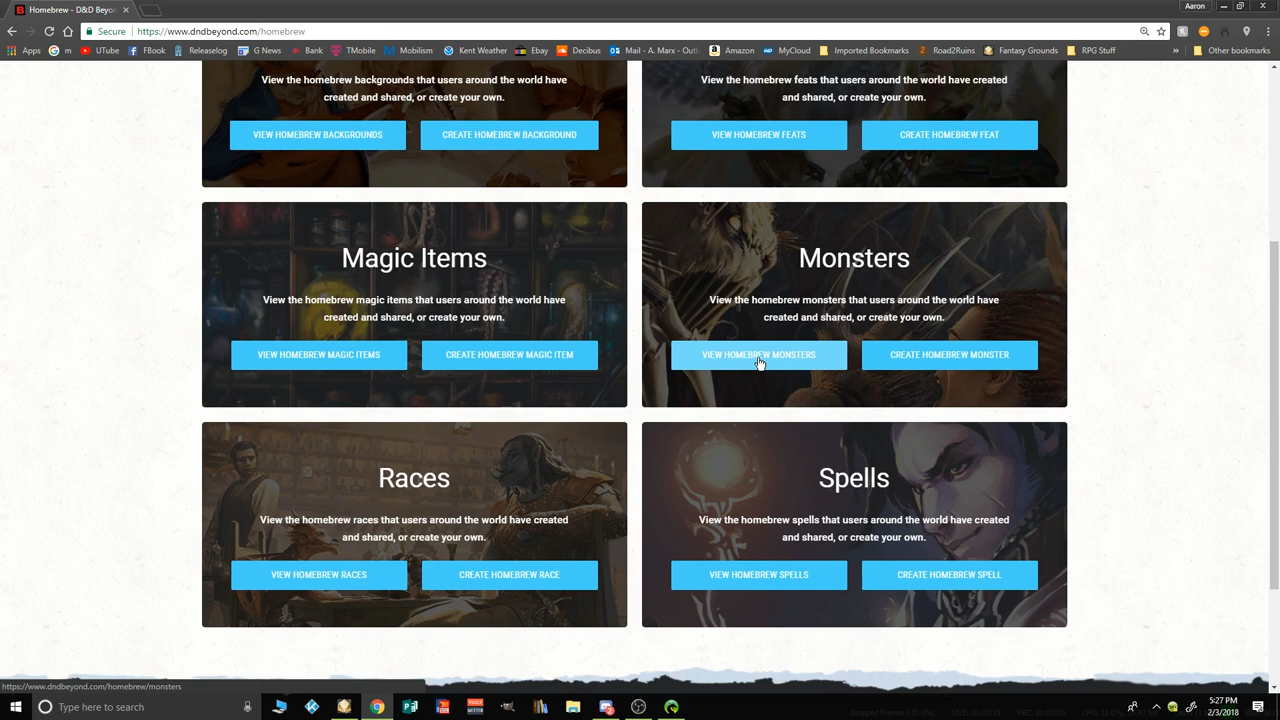 Homebrew - D&D Beyon
Aaron
Secure
https://www.dndbeyond.com/homebrew
Apps
m
UTube
FBook
Releaselog
G News
Bank
TMobile
Mobilism
Kent Weather
Ebay
Decibus
Mail - A. Marx - Outl
Amazon
MyCloud
Imported Bookmarks
Road2Ruins
Fantasy Grounds
RPG Stuff
Other bookmarks
View the homebrew backgrounds that users around the world have
created and shared, or create your own.
VIEW HOMEBREW BACKGROUNDS
CREATE HOMEBREW BACKGROUND
View the homebrew feats that users around the world have created
and shared, or create your own.
VIEW HOMEBREW FEATS
CREATE HOMEBREW FEAT
Magic Items
View the homebrew magic items that users around the world have
created and shared, or create your own.
VIEW HOMEBREW MAGIC ITEMS
CREATE HOMEBREW MAGIC ITEM
Monsters
View the homebrew monsters that users around the world have
created and shared, or create your own.
VIEW HOMEBREW MONSTERS
CREATE HOMEBREW MONSTER
Races
View the homebrew races that users around the world have created
and shared, or create your own.
VIEW HOMEBREW RACES
CREATE HOMEBREW RACE
Spells
View the homebrew spells that users around the world have created
and shared, or create your own.
VIEW HOMEBREW SPELLS
CREATE HOMEBREW SPELL
https://www.dndbeyond.com/homebrew/monsters
Type here to search
5:27 PM
2/3/2018